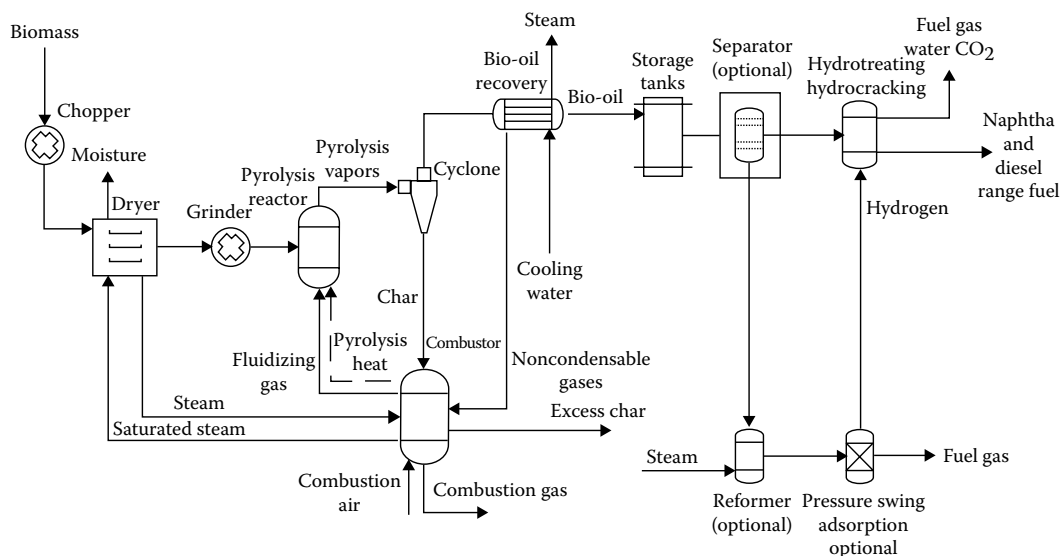 Biomass
Chopper
Moisture
Dryer
Grinder
Pyrolysis
reactor
Pyrolysis
vapors
Cyclone
Bio-oil
recovery
Steam
Bio-oil
Storage
tanks
Separator
(optional)
Hydrotreating
hydrocracking
Fuel gas
water CO2
Naphtha
and
diesel
range fuel
Hydrogen
Cooling
water
Char
Combustor
Pyrolysis
heat
Fluidizing
gas
Noncondensable
gases
Steam
Saturated steam
Excess char
Combustion
air
Combustion gas
Steam
Reformer
(optional)
Pressure swing
adsorption
optional
Fuel gas